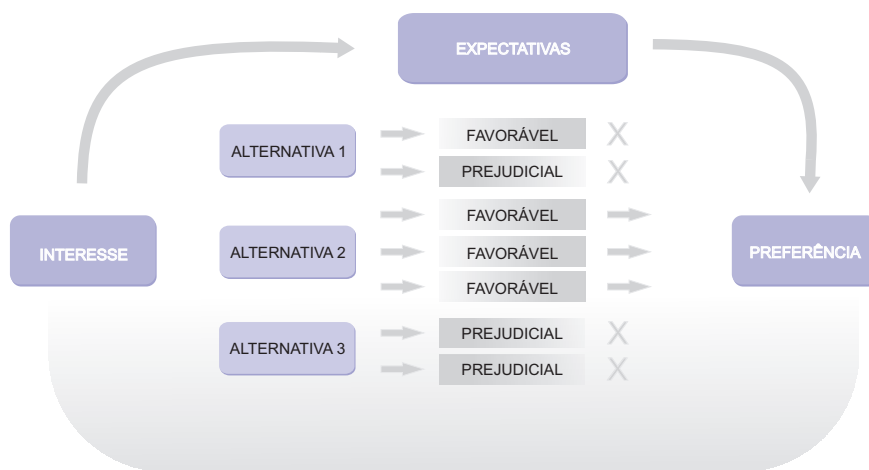 EXPECTATIVAS
ALTERNATIVA 1
FAVORÁVEL X
PREJUDICIAL X
INTERESSE
ALTERNATIVA 2
FAVORÁVEL
FAVORÁVEL
FAVORÁVEL
PREFERÊNCIA
ALTERNATIVA 3
PREJUDICIAL X
PREJUDICIAL X